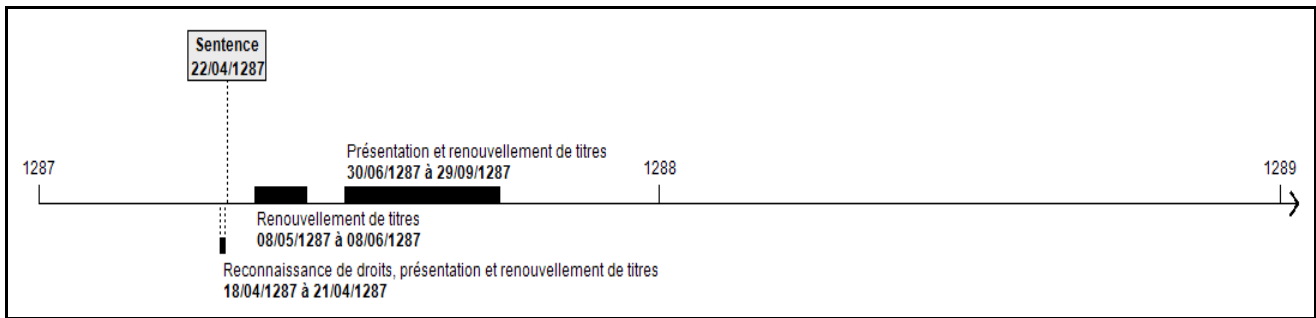 Sentence
22/04/1287
Présentation et renouvellement de titres
30/06/1287 à 29/09/1287
1287
1288
1289
Renouvellement de titres
08/05/1287 à 08/06/1287
Reconnaissance de droits, présentation et renouvellement de titres
18/04/1287 à 21/04/1287